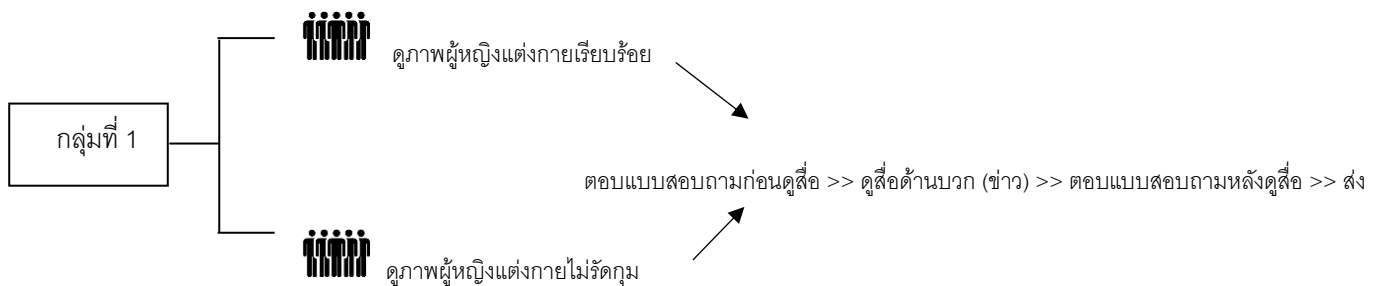 ดูภาพผู้หญิงแต่งกายเรียบร้อย
กลุ่มที่ 1
ตอบแบบสอบถามก่อนดูสื่อ >> ดูสื่อด้านบวก (ข่าว) >> ตอบแบบสอบถามหลังดูสื่อ >> ส่ง
ดูภาพผู้หญิงแต่งกายไม่รัดกุม